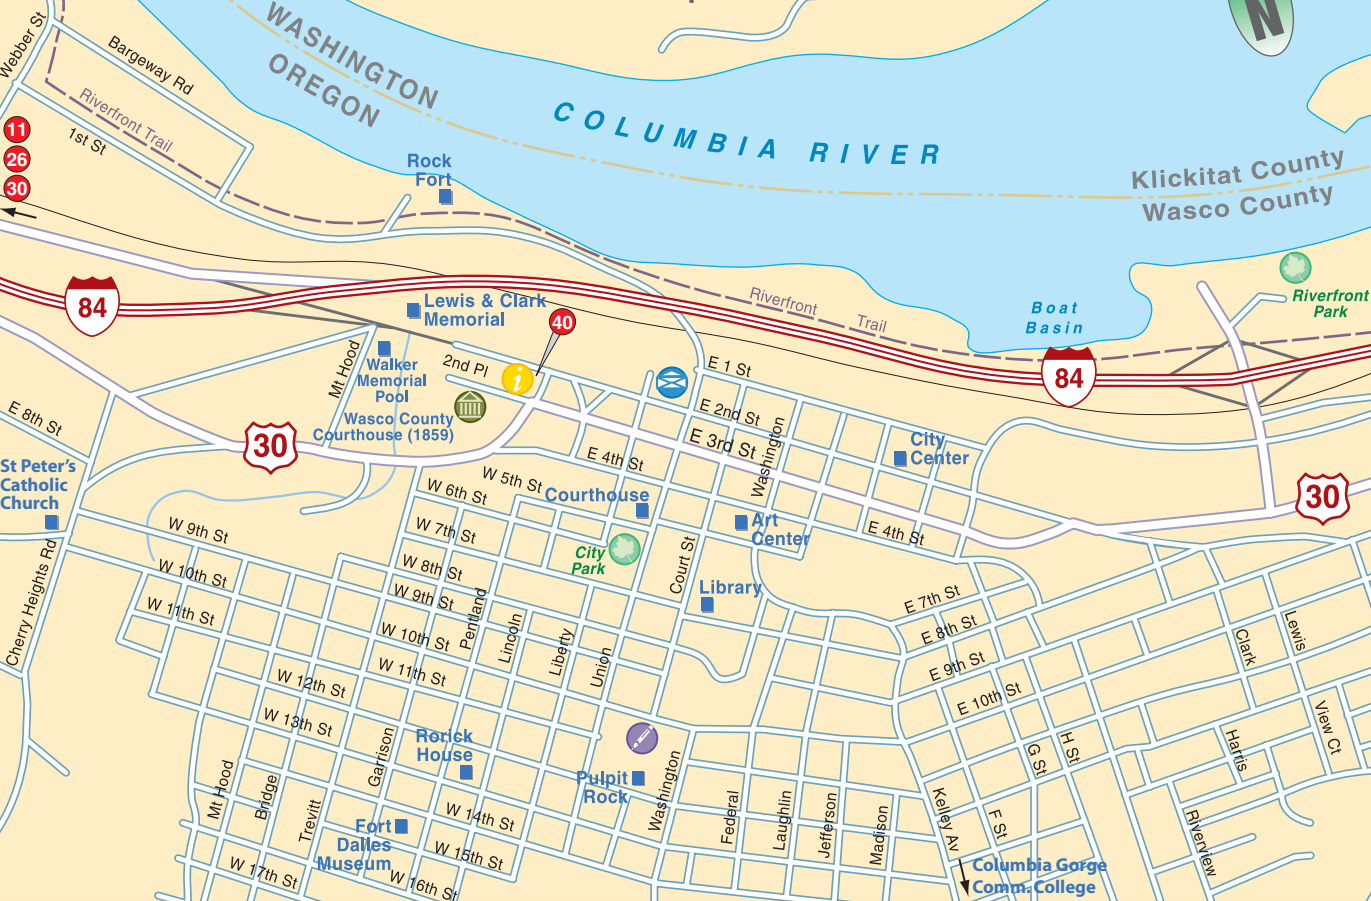 WASHINGTON
OREGON
N
Webber St
Bargeway Rd
Riverfront Trail
1st St
11
26
30
COLUMBIA RIVER
Klickitat County
Wasco County
Rock
Fort
84
Lewis & Clark
Memorial
40
Riverfront
Trail
Boat
Basin
Riverfront
Park
84
Mt Hood
Walker
Memorial
Pool
2nd Pl
i
E 1 St
E 2nd St
E 3rd St
Wasco County
Courthouse (1859)
E 8th St
30
E 4th St
Washington
City
Center
St Peter's
Catholic
Church
W 5th St
W 6th St
Courthouse
30
W 9th St
W 7th St
Art
Center
E 4th St
City
Park
Court St
W 10th St
W 8th St
W 9th St
Library
E 7th St
Cherry Heights Rd
W 11th St
Pentland
Lincoln
Liberty
Union
W 10th St
E 8th St
Clark
Lewis
W 11th St
E 9th St
W 12th St
E 10th St
W 13th St
Garrison
Rorick
House
G St
H St
Harris
View Ct
Mt Hood
Bridge
Trevitt
Pulpit
Rock
Washington
Federal
Laughlin
Jefferson
Madison
Kelley Av
F St
Riverview
W 14th St
Fort
Dalles
Museum
W 15th St
W 17th St
W 16th St
Columbia Gorge
Comm. College